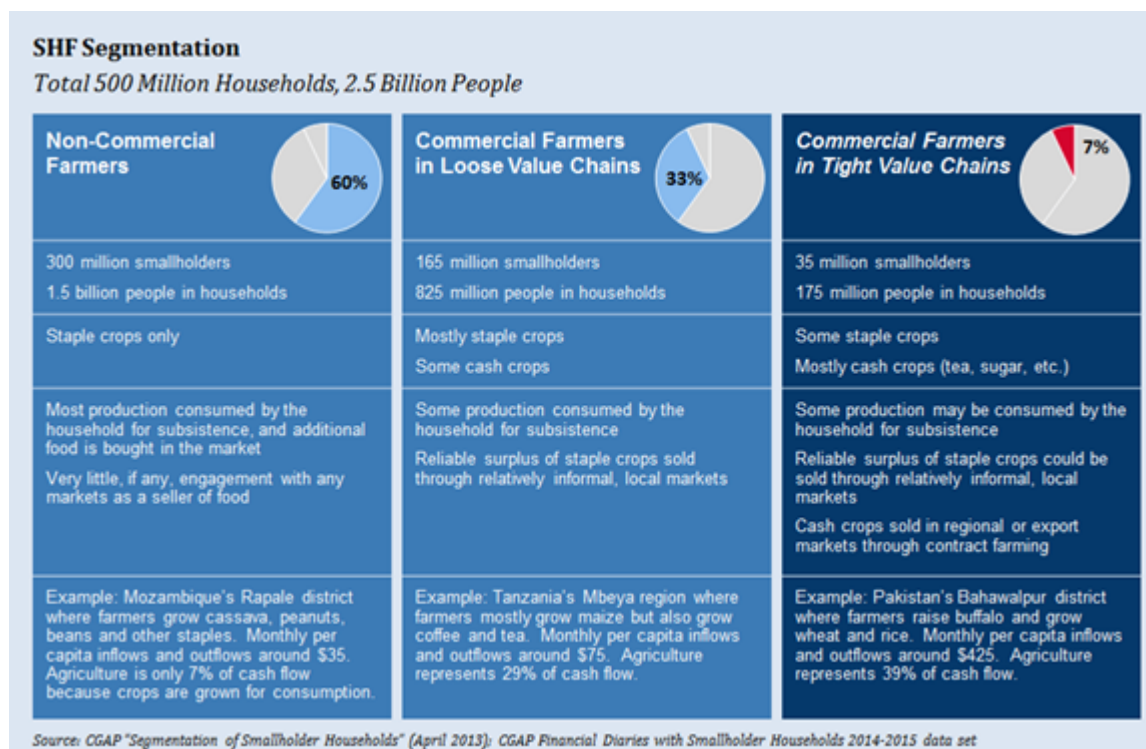 SHF Segmentation
Total 500 Million Households, 2.5 Billion People
Non-Commercial
Farmers
60%
300 million smallholders
1.5 billion people in households
Staple crops only
Most production consumed by the
household for subsistence, and additional
food is bought in the market
Very little, if any, engagement with any
markets as a seller of food
Example: Mozambique's Rapale district
where farmers grow cassava, peanuts,
beans and other staples. Monthly per
capita inflows and outflows around $35.
Agriculture is only 7% of cash flow
because crops are grown for consumption.
Commercial Farmers
in Loose Value Chains
33%
165 million smallholders
825 million people in households
Mostly staple crops
Some cash crops
Some production consumed by the
household for subsistence
Reliable surplus of staple crops sold
through relatively informal, local markets
Example: Tanzania's Mbeya region where
farmers mostly grow maize but also grow
coffee and tea. Monthly per capita inflows
and outflows around $75. Agriculture
represents 29% of cash flow.
Commercial Farmers
in Tight Value Chains
7%
35 million smallholders
175 million people in households
Some staple crops
Mostly cash crops (tea, sugar, etc.)
Some production may be consumed by the
household for subsistence
Reliable surplus of staple crops could be
sold through relatively informal, local
markets
Cash crops sold in regional or export
markets through contract farming
Example: Pakistan's Bahawalpur district
where farmers raise buffalo and grow
wheat and rice. Monthly per capita inflows
and outflows around $425. Agriculture
represents 39% of cash flow.
Source: CGAP "Segmentation of Smallholder Households" (April 2013); CGAP Financial Diaries with Smallholder Households 2014-2015 data set